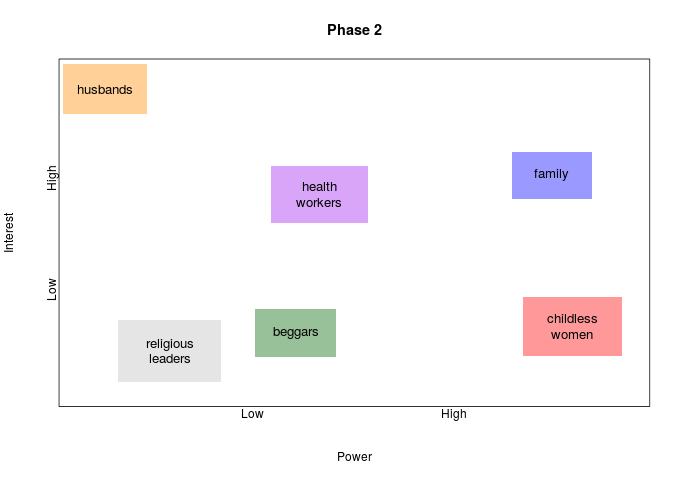 Phase 2
husbands
High
health
workers
family
Interest
Low
religious
leaders
beggars
childless
women
Low
High
Power